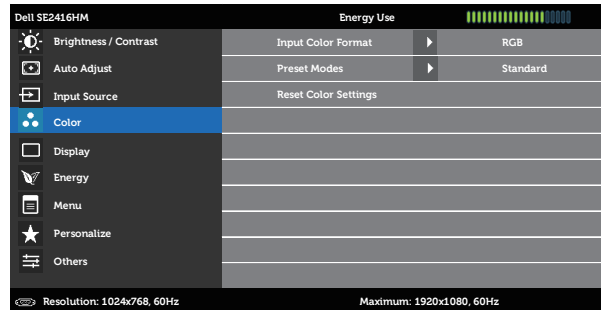 Dell SE2416HM Energy Use
Brightness / Contrast Input Color Format RGB
Auto Adjust Preset Modes Standard
Input Source Reset Color Settings
Color
Display
Energy
Menu
Personalize
Others
Resolution: 1024x768, 60Hz Maximum: 1920x1080, 60Hz